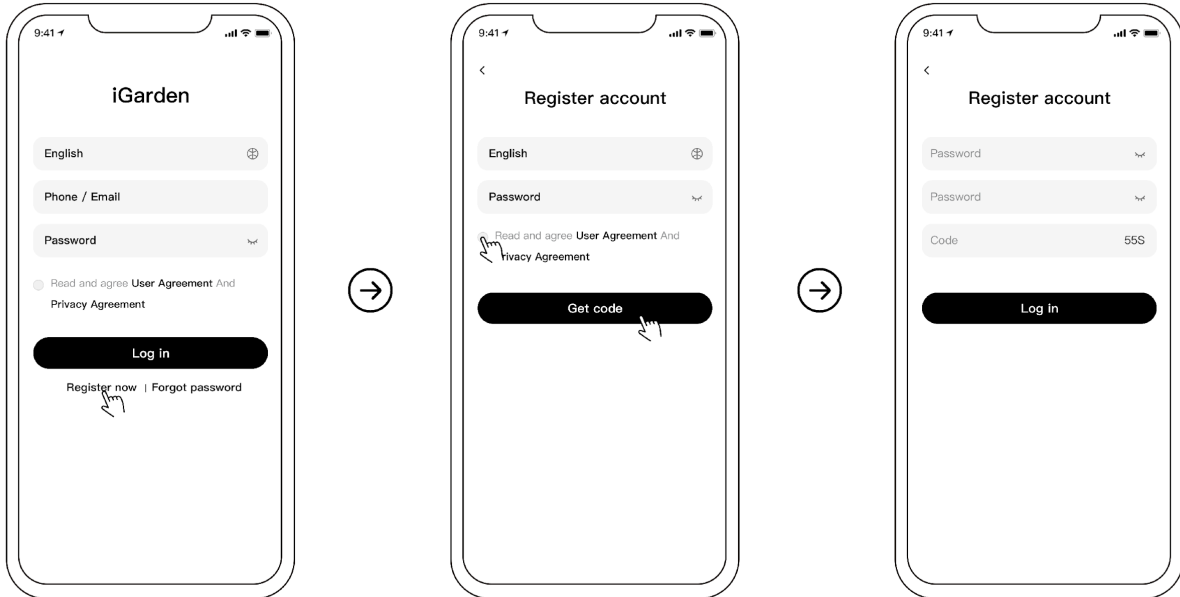 9:41
iGarden
English
Phone / Email
Password
Read and agree User Agreement And
Privacy Agreement
Log in
Register now | Forgot password
9:41
Register account
English
Password
Read and agree User Agreement And
rivacy Agreement
Get code
9:41
Register account
Password
Password
Code 55S
Log in